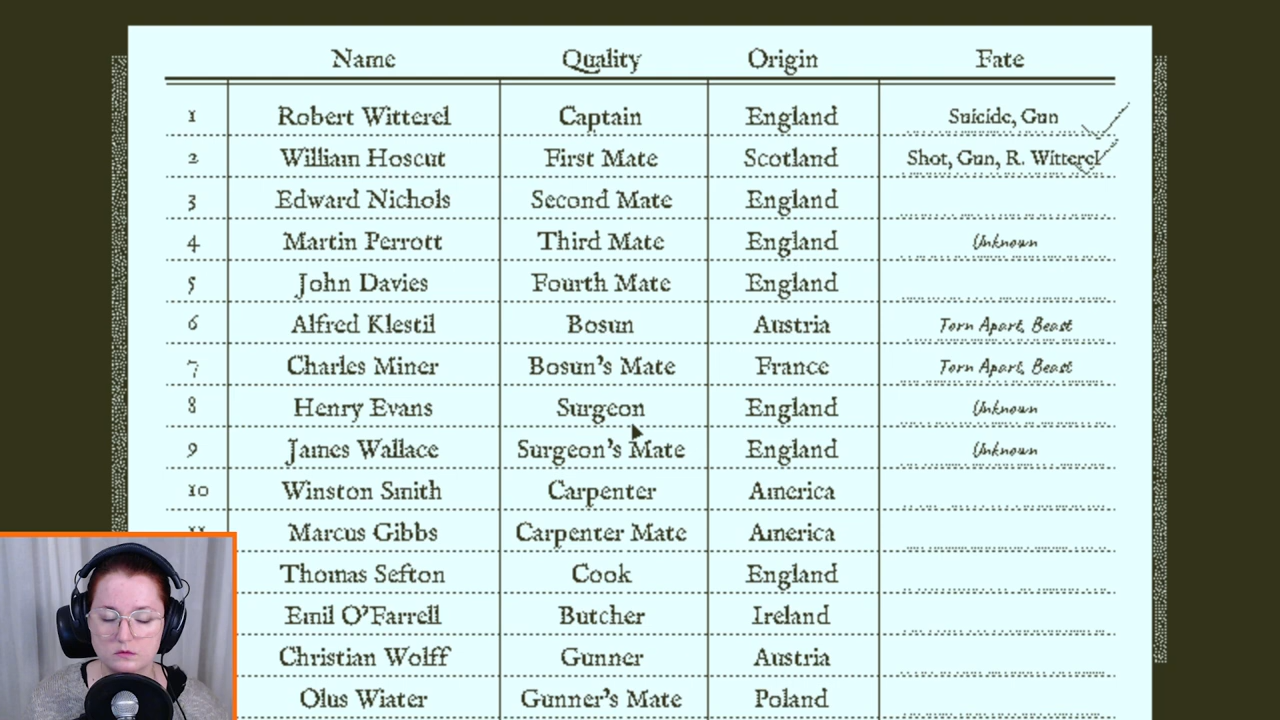 Name Quality Origin Fate
1 Robert Witterel Captain England Suicide, Gun
2 William Hoscut First Mate Scotland Shot, Gun, R. Witterel
3 Edward Nichols Second Mate England
4 Martin Perrott Third Mate England Unknown
5 John Davies Fourth Mate England
6 Alfred Klestil Bosun Austria Torn Apart, Beast
7 Charles Miner Bosun's Mate France Torn Apart, Beast
8 Henry Evans Surgeon England Unknown
9 James Wallace Surgeon's Mate England Unknown
10 Winston Smith Carpenter America
11 Marcus Gibbs Carpenter Mate America
Thomas Sefton Cook England
Emil O'Farrell Butcher Ireland
Christian Wolff Gunner Austria
Olus Wiater Gunner's Mate Poland